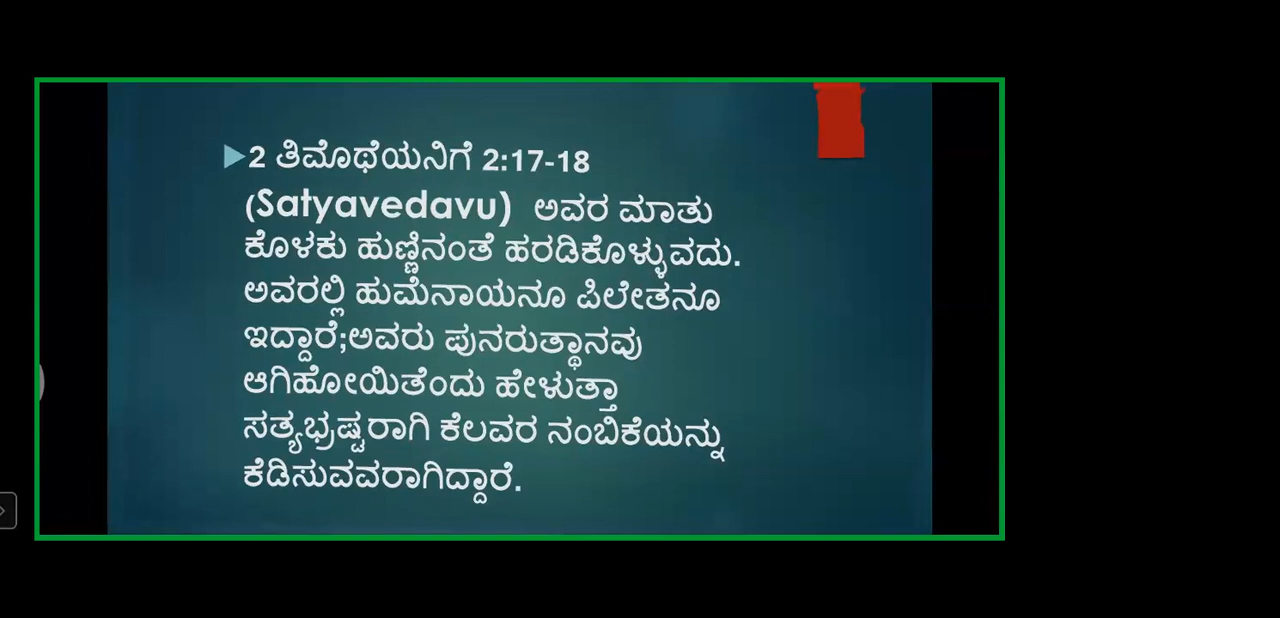 2 ತಿಮೊಥೆಯನಿಗೆ 2:17-18
(Satyavedavu) ಅವರ ಮಾತು
ಕೊಳಕು ಹುಣ್ಣಿನಂತೆ ಹರಡಿಕೊಳ್ಳುವದು.
ಅವರಲ್ಲಿ ಹುಮೆನಾಯನೂ ಪಿಲೇತನೂ
ಇದ್ದಾರೆ;ಅವರು ಪುನರುತ್ಥಾನವು
ಆಗಿಹೋಯಿತೆಂದು ಹೇಳುತ್ತಾ
ಸತ್ಯಭ್ರಷ್ಟರಾಗಿ ಕೆಲವರ ನಂಬಿಕೆಯನ್ನು
ಕೆಡಿಸುವವರಾಗಿದ್ದಾರೆ.